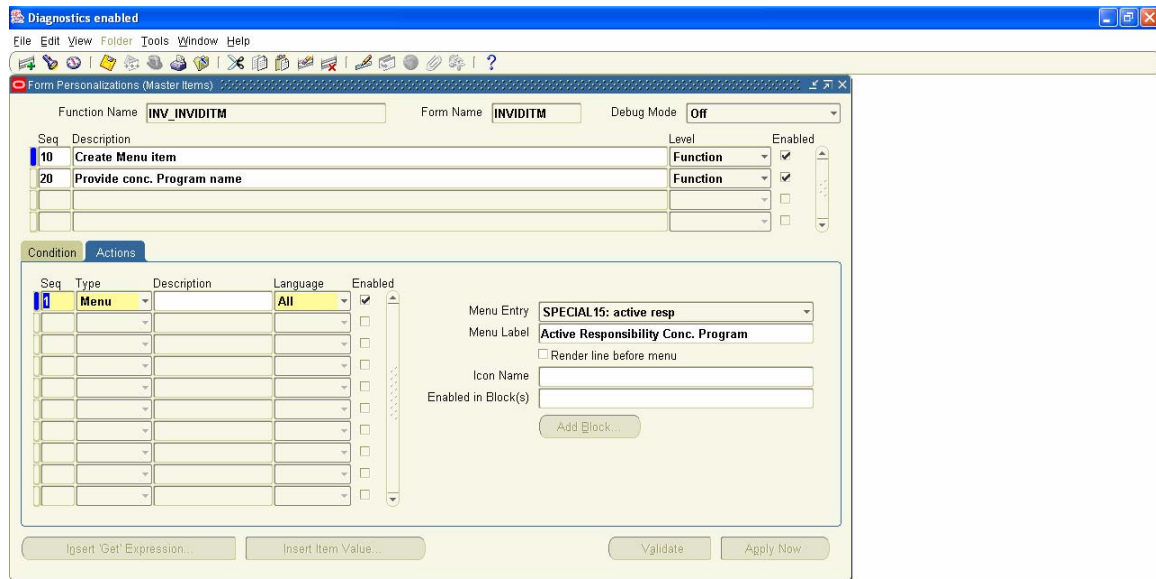 Diagnostics enabled
File Edit View Folder Tools Window Help
Form Personalizations (Master Items)
Function Name INV_INVIDITM Form Name INVIDITM Debug Mode Off
Seq Description Level Enabled
10 Create Menu item Function
20 Provide conc. Program name Function
Condition Actions
Seq Type Description Language Enabled
1 Menu All
Menu Entry SPECIAL15: active resp
Menu Label Active Responsibility Conc. Program
Render line before menu
Icon Name
Enabled in Block(s)
Add Block...
Insert 'Get' Expression... Insert Item Value... Validate Apply Now